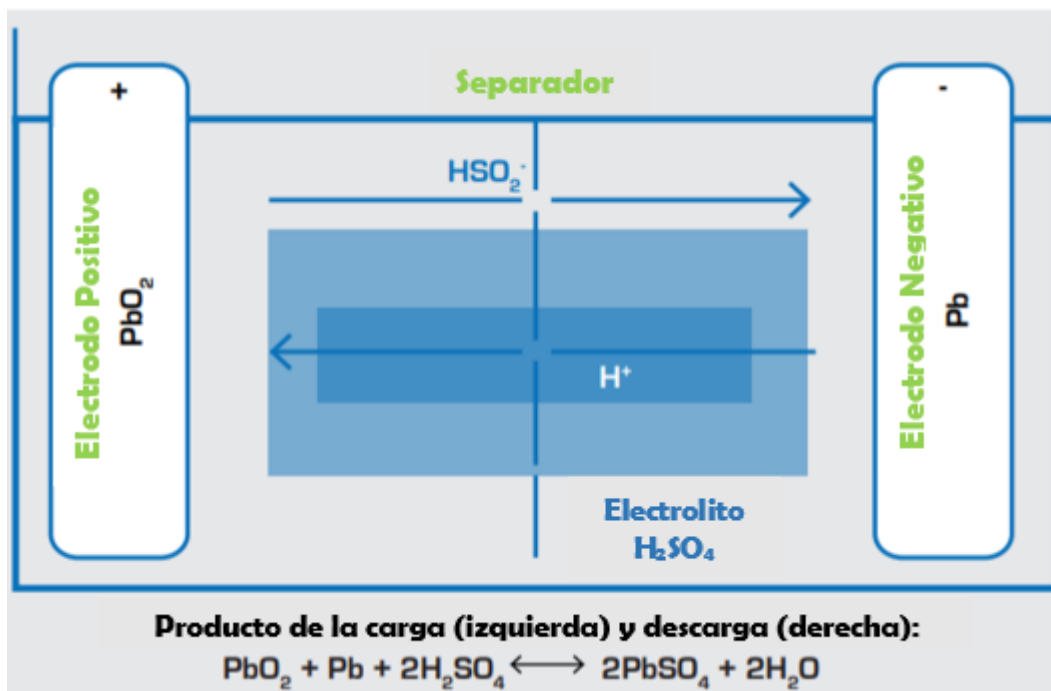 Separador
+
-
HSO₂⁻
Electrodo Positivo
PbO₂
Electrodo Negativo
Pb
H⁺
Electrolito
H₂SO₄
Producto de la carga (izquierda) y descarga (derecha):
PbO₂ + Pb + 2H₂SO₄ ⟷ 2PbSO₄ + 2H₂O